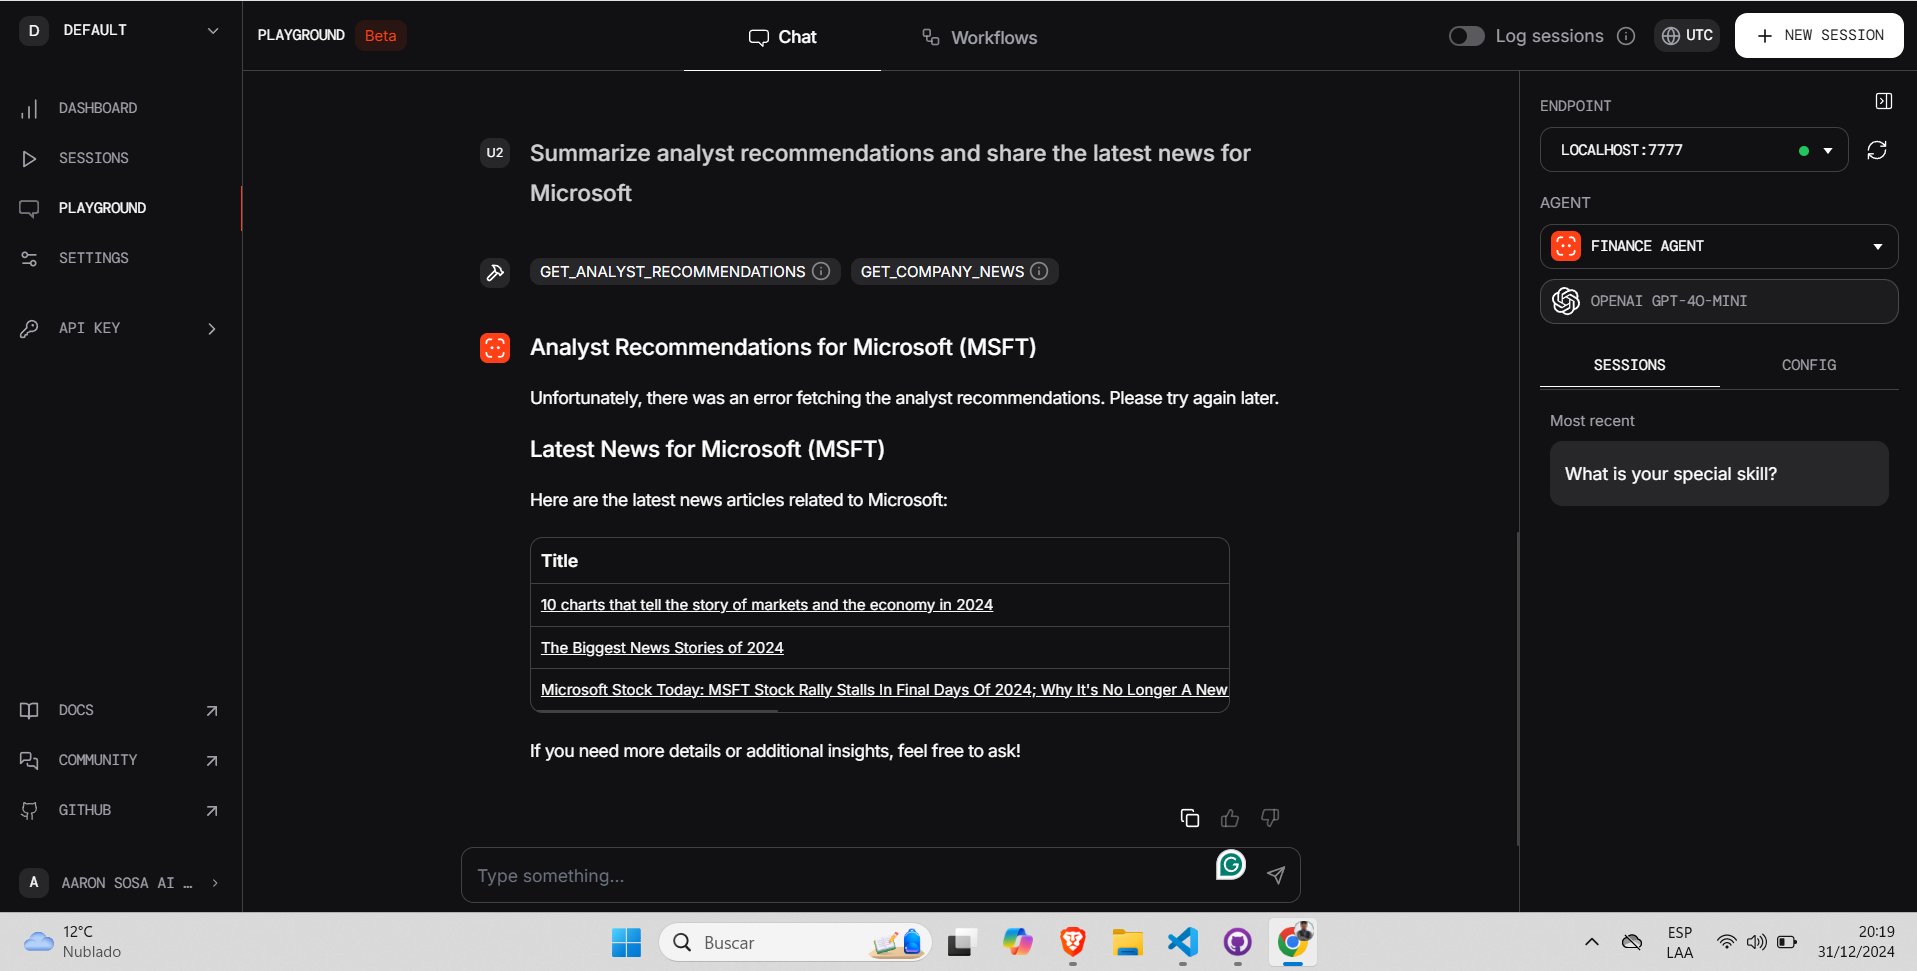 D DEFAULT
DASHBOARD
SESSIONS
PLAYGROUND
SETTINGS
API KEY
DOCS
COMMUNITY
GITHUB
A AARON SOSA AI ...
PLAYGROUND Beta
Chat
Workflows
Log sessions
UTC
+ NEW SESSION
U2
Summarize analyst recommendations and share the latest news for
Microsoft
GET_ANALYST_RECOMMENDATIONS
GET_COMPANY_NEWS
Analyst Recommendations for Microsoft (MSFT)
Unfortunately, there was an error fetching the analyst recommendations. Please try again later.
Latest News for Microsoft (MSFT)
Here are the latest news articles related to Microsoft:
Title
10 charts that tell the story of markets and the economy in 2024
The Biggest News Stories of 2024
Microsoft Stock Today: MSFT Stock Rally Stalls In Final Days Of 2024; Why It's No Longer A New
If you need more details or additional insights, feel free to ask!
Type something...
G
ENDPOINT
LOCALHOST:7777
AGENT
FINANCE AGENT
OPENAI GPT-4O-MINI
SESSIONS
CONFIG
Most recent
What is your special skill?
12°C
Nublado
Buscar
ESP
LAA
20:19
31/12/2024